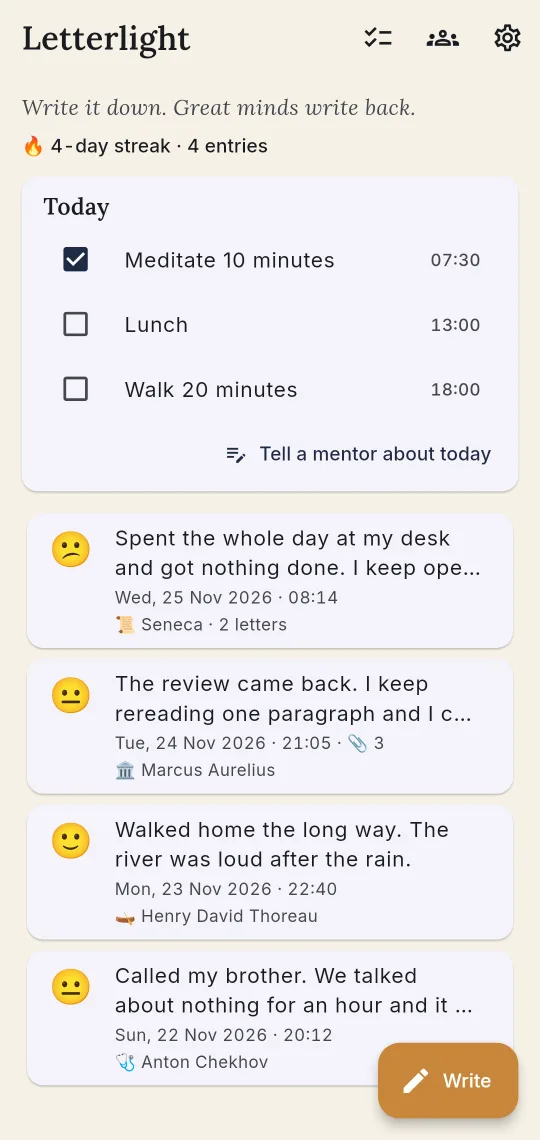 Letterlight
Write it down. Great minds write back.
🔥 4-day streak · 4 entries
Today
Meditate 10 minutes 07:30
Lunch 13:00
Walk 20 minutes 18:00
Tell a mentor about today
Spent the whole day at my desk
and got nothing done. I keep ope...
Wed, 25 Nov 2026 · 08:14
📜 Seneca · 2 letters
The review came back. I keep
rereading one paragraph and I c...
Tue, 24 Nov 2026 · 21:05 · 📎 3
🏛️ Marcus Aurelius
Walked home the long way. The
river was loud after the rain.
Mon, 23 Nov 2026 · 22:40
🛶 Henry David Thoreau
Called my brother. We talked
about nothing for an hour and it ...
Sun, 22 Nov 2026 · 20:12
🩺 Anton Chekhov
Write